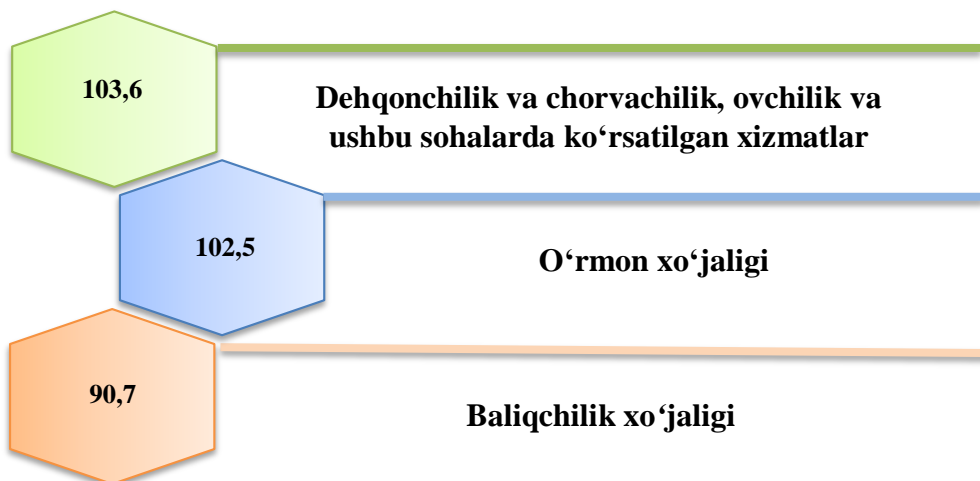 103,6
Dehqonchilik va chorvachilik, ovchilik va
ushbu sohalarda ko‘rsatilgan xizmatlar
102,5
O‘rmon xo‘jaligi
90,7
Baliqchilik xo‘jaligi